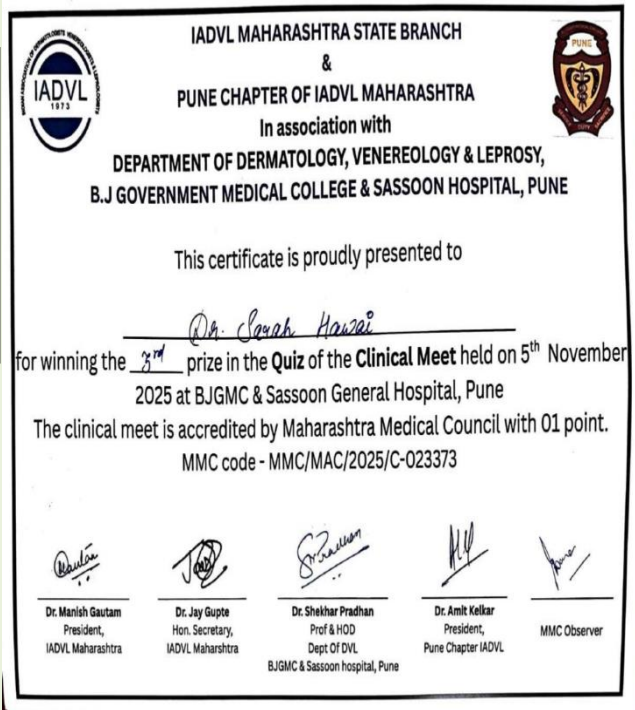 IADVL MAHARASHTRA STATE BRANCH
&
PUNE CHAPTER OF IADVL MAHARASHTRA
In association with
DEPARTMENT OF DERMATOLOGY, VENEREOLOGY & LEPROSY,
B.J GOVERNMENT MEDICAL COLLEGE & SASSOON HOSPITAL, PUNE
IADVL
1973
PUNE
This certificate is proudly presented to
Dr. Sarah Hawai
for winning the 3rd prize in the Quiz of the Clinical Meet held on 5th November
2025 at BJGMC & Sassoon General Hospital, Pune
The clinical meet is accredited by Maharashtra Medical Council with 01 point.
MMC code - MMC/MAC/2025/C-023373
Dr. Manish Gautam
President,
IADVL Maharashtra
Dr. Jay Gupte
Hon. Secretary,
IADVL Maharshtra
Dr. Shekhar Pradhan
Prof & HOD
Dept Of DVL
BJGMC & Sassoon hospital, Pune
Dr. Amit Kelkar
President,
Pune Chapter IADVL
MMC Observer